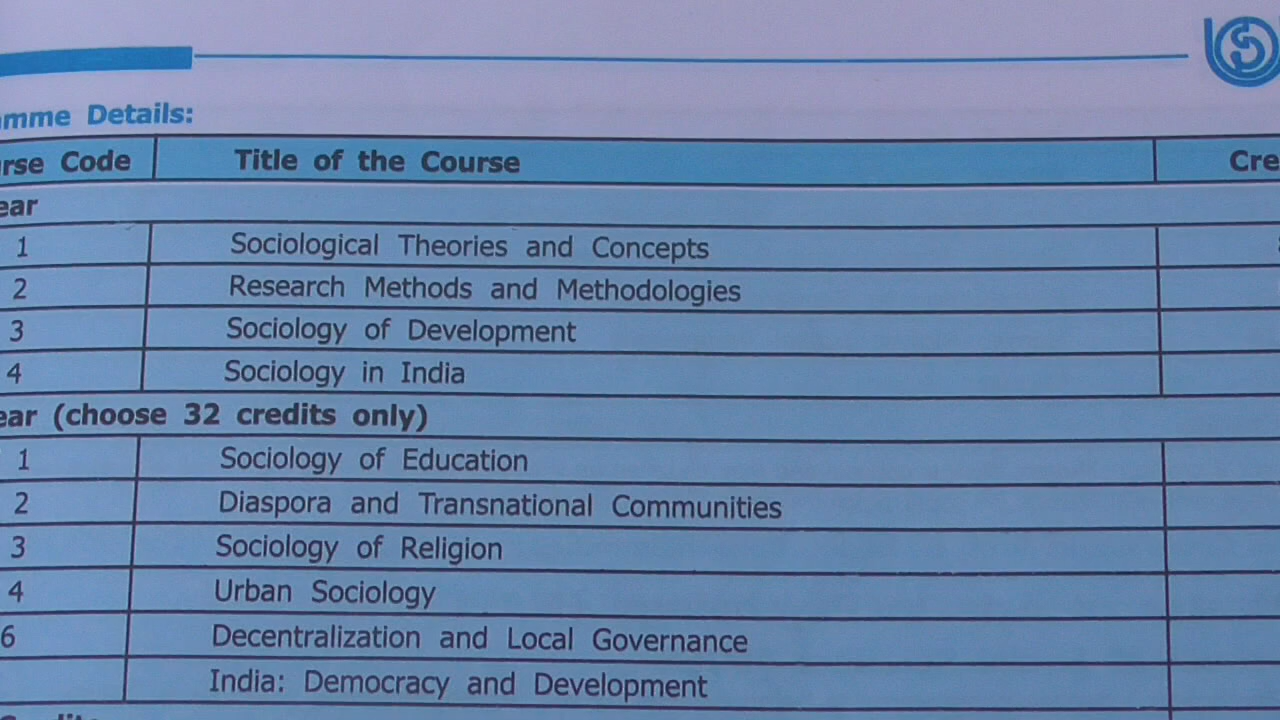 amme Details:
rse Code Title of the Course Cre
ear
1 Sociological Theories and Concepts
2 Research Methods and Methodologies
3 Sociology of Development
4 Sociology in India
ear (choose 32 credits only)
1 Sociology of Education
2 Diaspora and Transnational Communities
3 Sociology of Religion
4 Urban Sociology
6 Decentralization and Local Governance
India: Democracy and Development